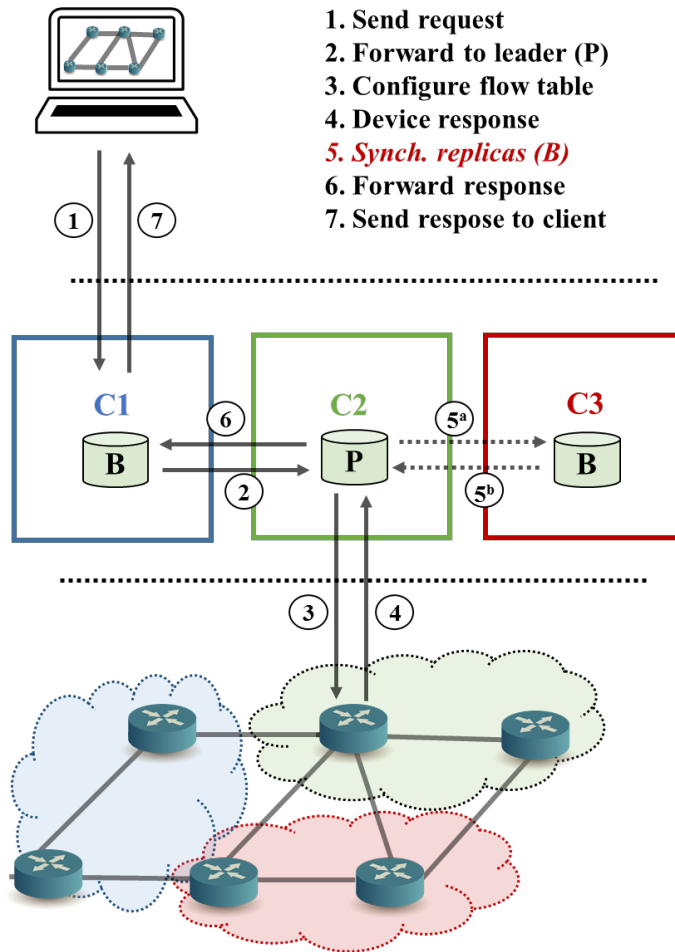 1. Send request
2. Forward to leader (P)
3. Configure flow table
4. Device response
5. Synch. replicas (B)
6. Forward response
7. Send respose to client
1
7
C1
C2
C3
6
5ᵃ
B
P
B
2
5ᵇ
3
4